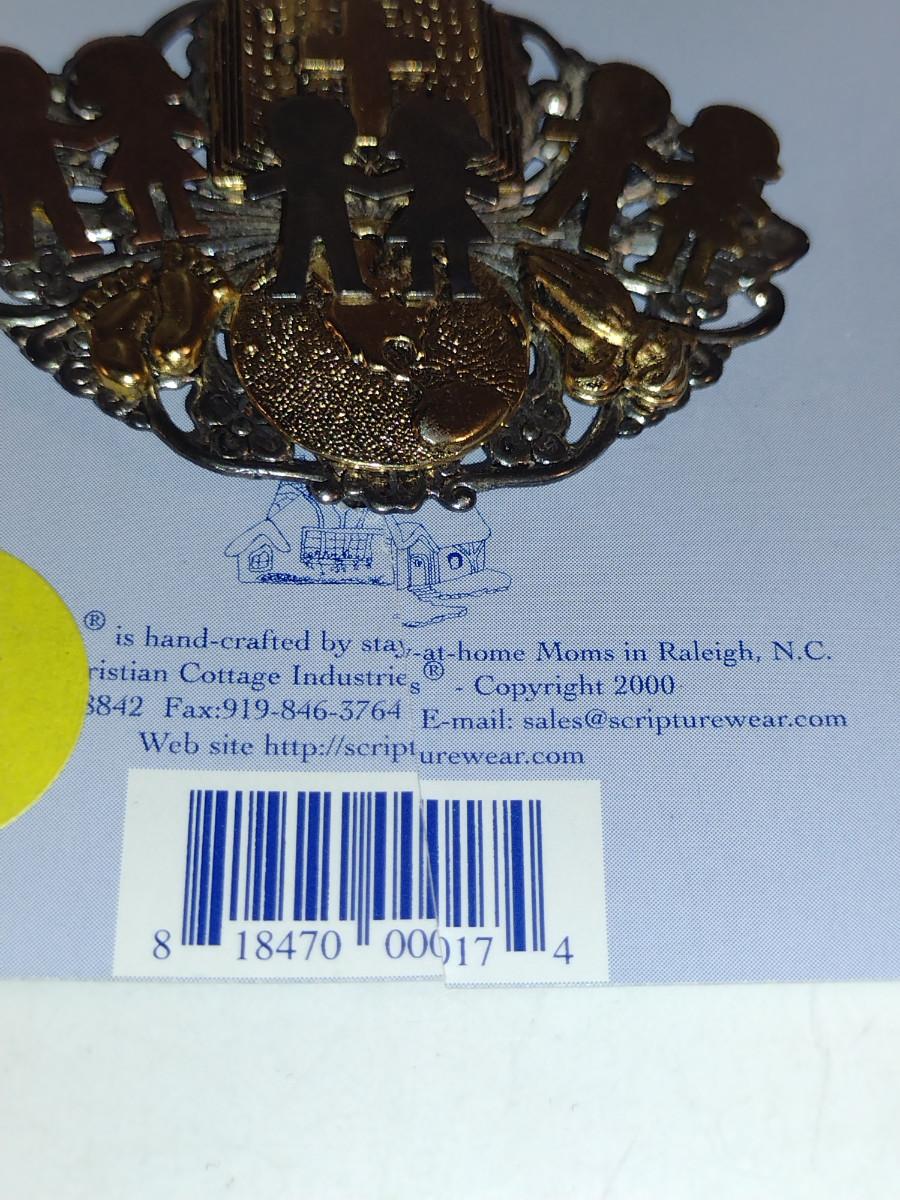 ® is hand-crafted by stay-at-home Moms in Raleigh, N.C.
ristian Cottage Industries® - Copyright 2000
8842 Fax:919-846-3764 E-mail: sales@scripturewear.com
Web site http://scripturewear.com
8 18470 00017 4